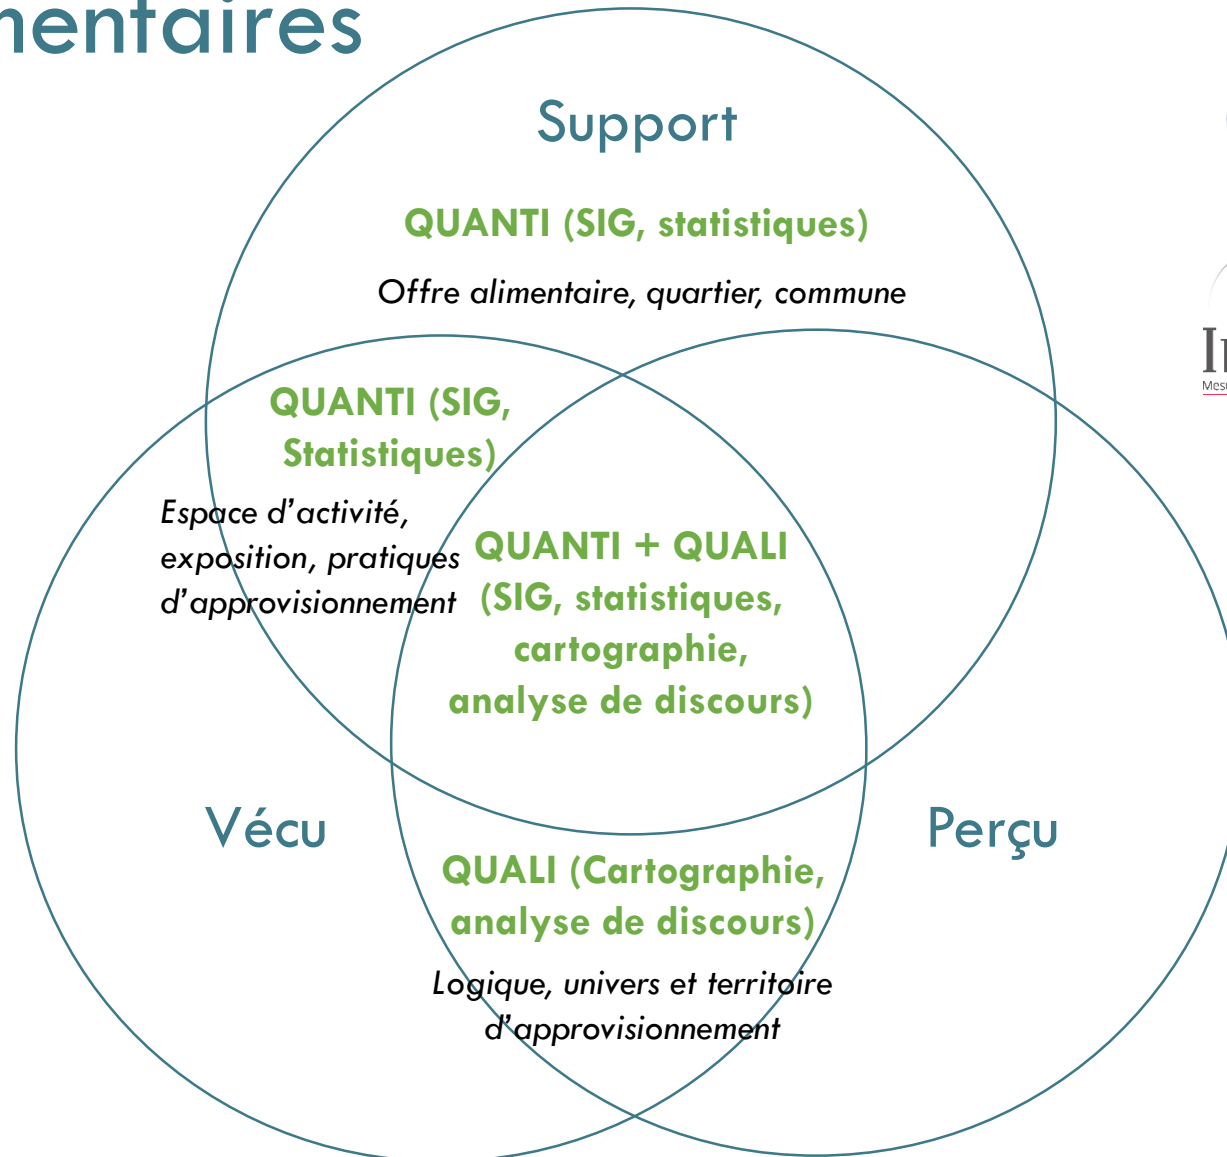 mentaires
Support
QUANTI (SIG, statistiques)
Offre alimentaire, quartier, commune
QUANTI (SIG,
Statistiques)
Espace d’activité,
exposition, pratiques
d’approvisionnement
QUANTI + QUALI
(SIG, statistiques,
cartographie,
analyse de discours)
Vécu
Perçu
QUALI (Cartographie,
analyse de discours)
Logique, univers et territoire
d’approvisionnement